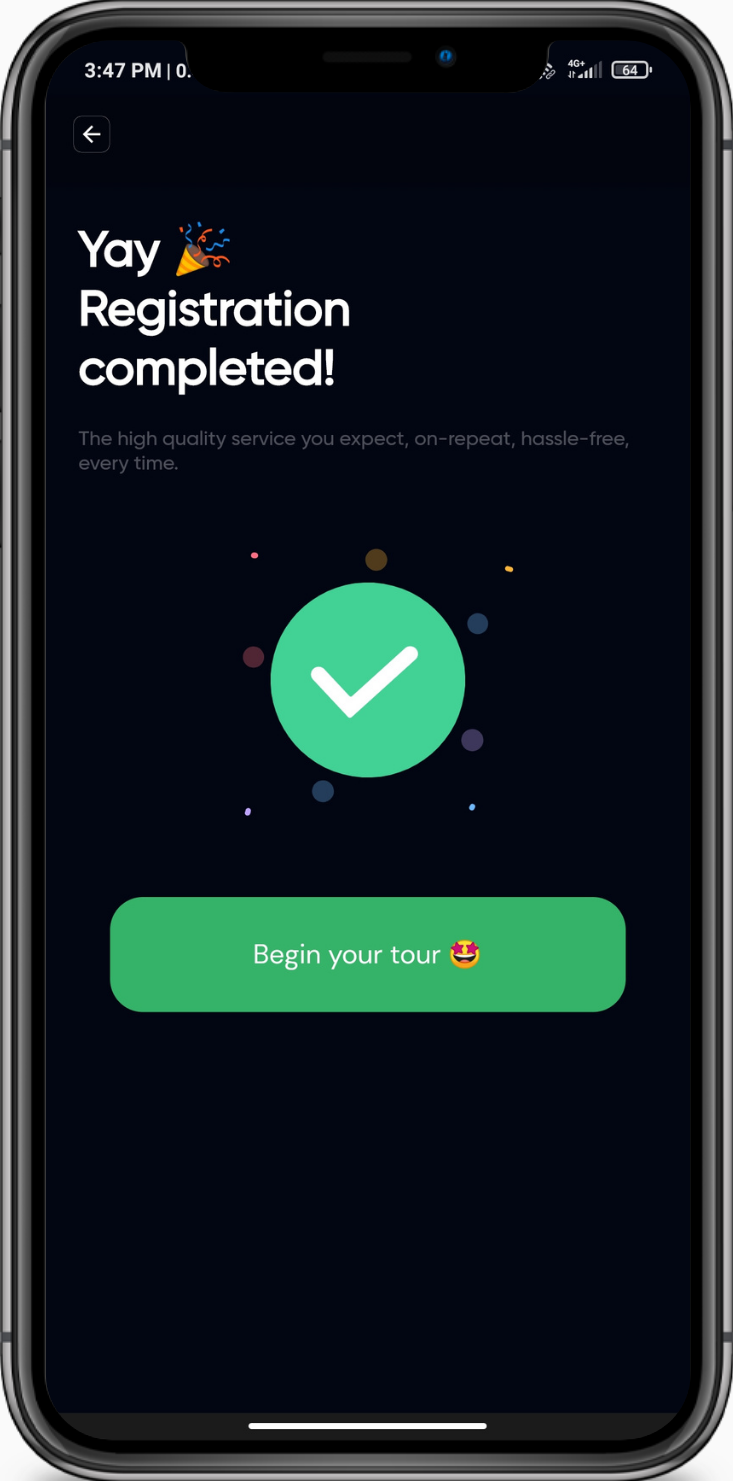 3:47 PM | 0.
4G+
64
Yay 🎉
Registration
completed!
The high quality service you expect, on-repeat, hassle-free,
every time.
Begin your tour 🤩